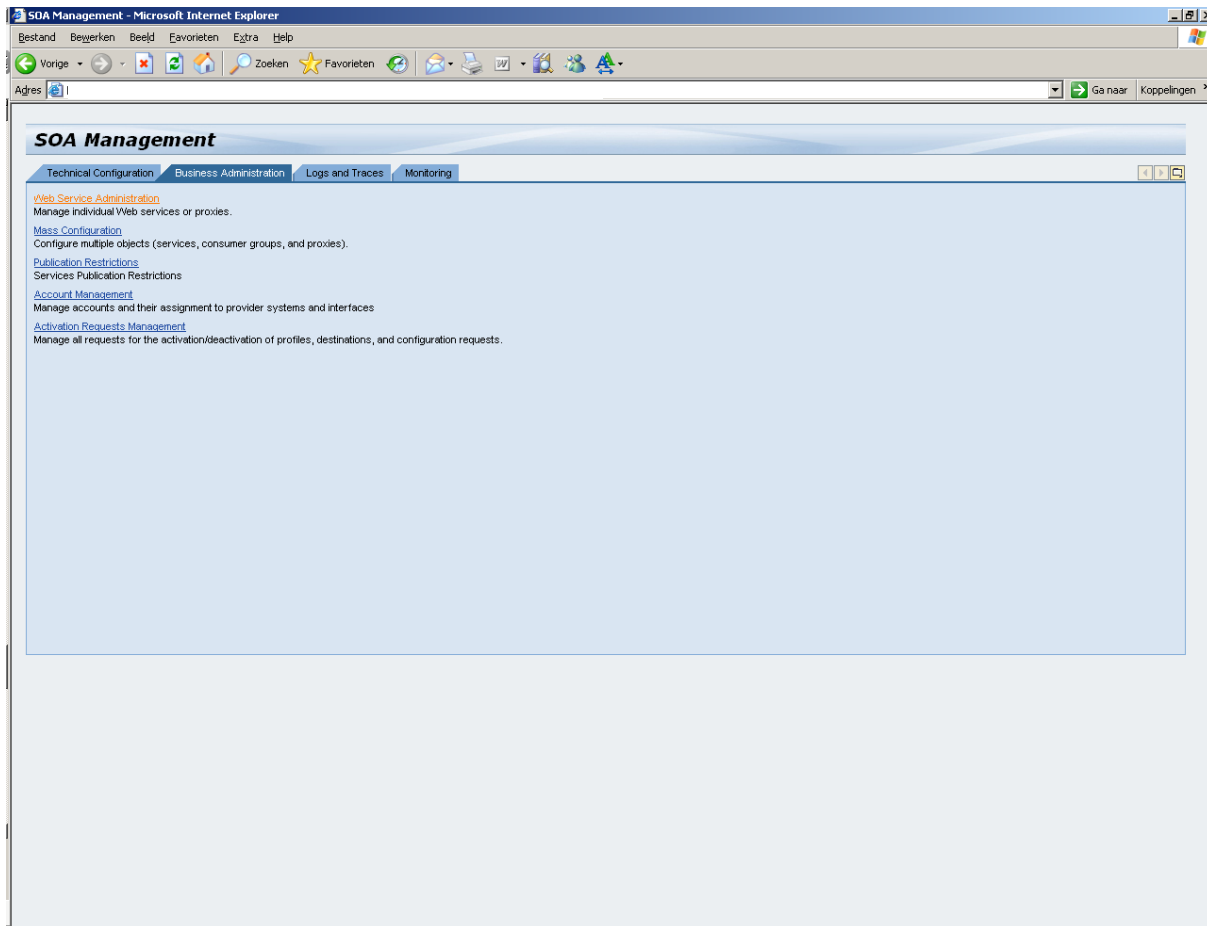 SOA Management - Microsoft Internet Explorer
Bestand Bewerken Beeld Favorieten Extra Help
Vorige Zoeken Favorieten
Adres Ga naar Koppelingen
SOA Management
Technical Configuration Business Administration Logs and Traces Monitoring
Web Service Administration
Manage individual Web services or proxies.
Mass Configuration
Configure multiple objects (services, consumer groups, and proxies).
Publication Restrictions
Services Publication Restrictions
Account Management
Manage accounts and their assignment to provider systems and interfaces
Activation Requests Management
Manage all requests for the activation/deactivation of profiles, destinations, and configuration requests.